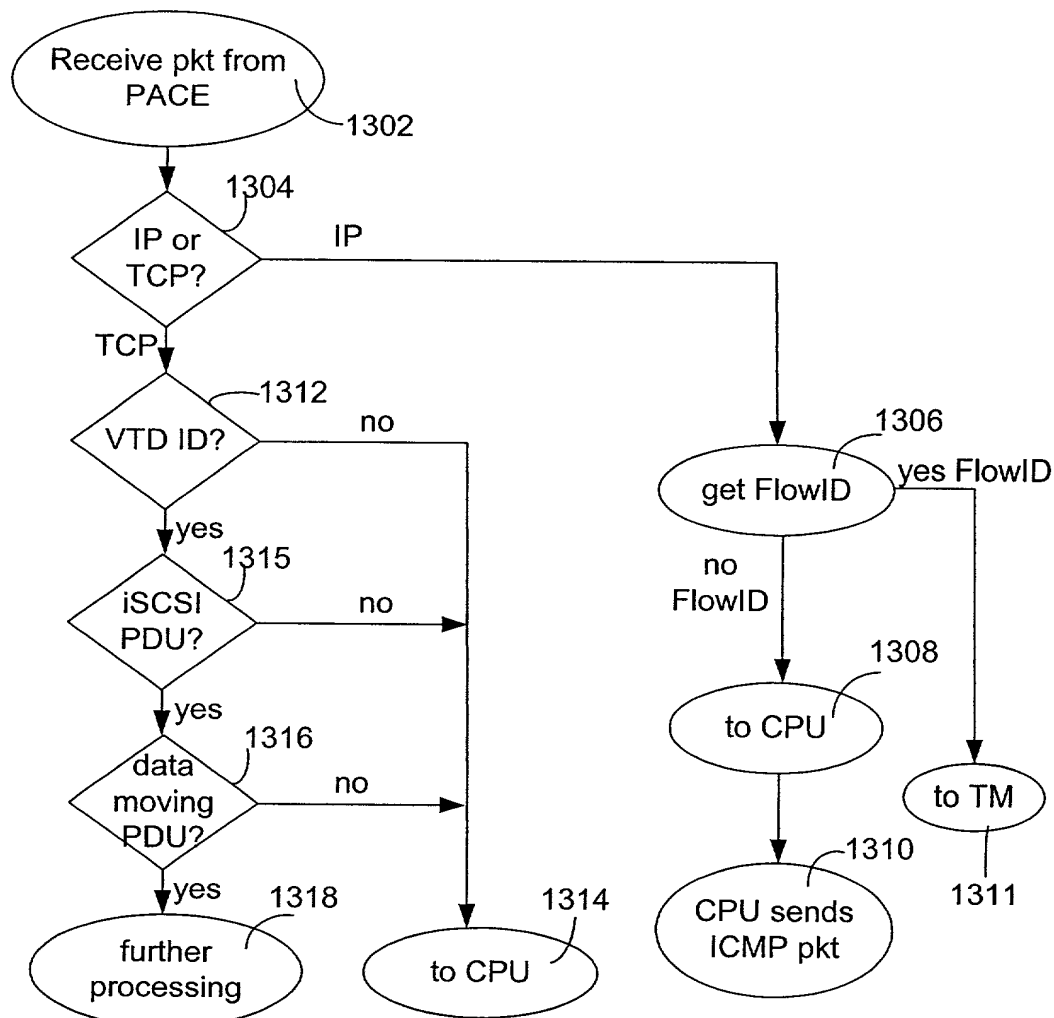 Receive pkt from
PACE
1302
1304
IP or
TCP?
IP
TCP
1312
VTD ID?
no
1306
get FlowID
yes FlowID
yes
1315
iSCSI
PDU?
no
no
FlowID
1308
to CPU
yes
1316
data
moving
PDU?
no
to TM
1311
1310
CPU sends
ICMP pkt
yes
1318
further
processing
1314
to CPU